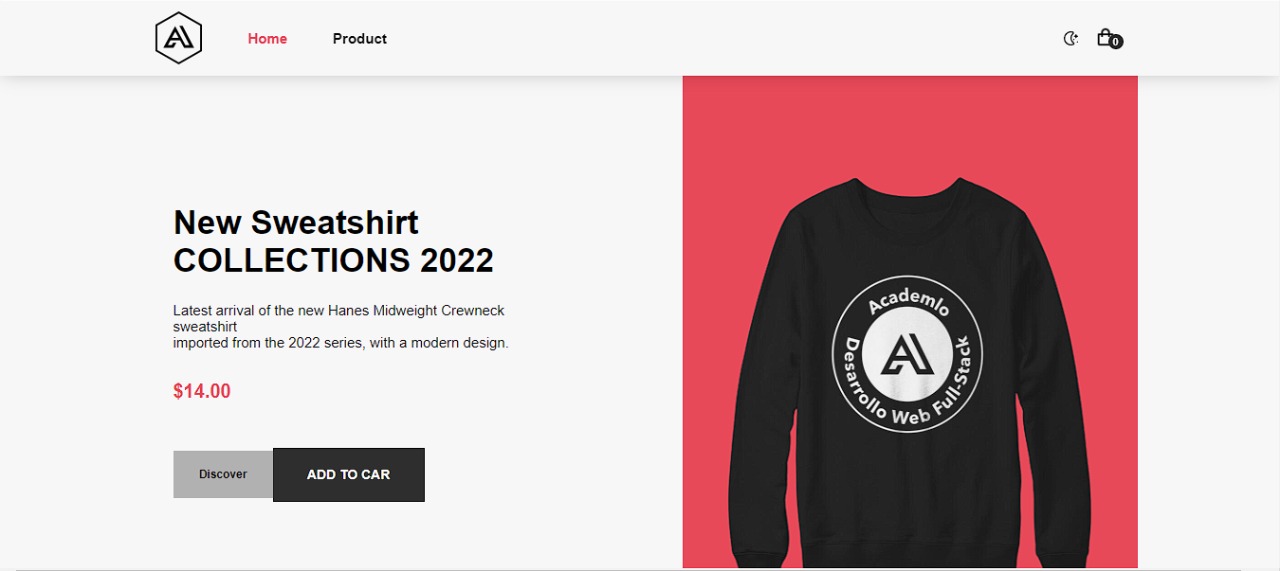 Home
Product
0
New Sweatshirt
COLLECTIONS 2022
Latest arrival of the new Hanes Midweight Crewneck
sweatshirt
imported from the 2022 series, with a modern design.
$14.00
Discover
ADD TO CAR
Academlo
Desarrollo Web Full-Stack